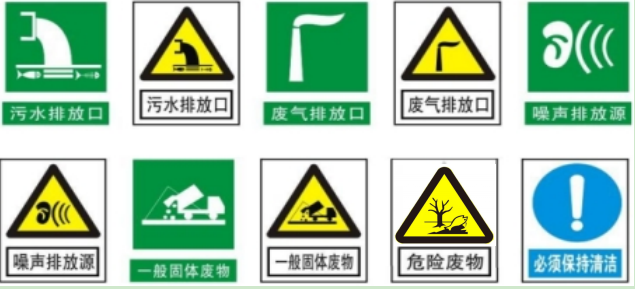 污水排放口
污水排放口
废气排放口
废气排放口
噪声排放源
噪声排放源
一般固体废物
一般固体废物
危险废物
必须保持清洁